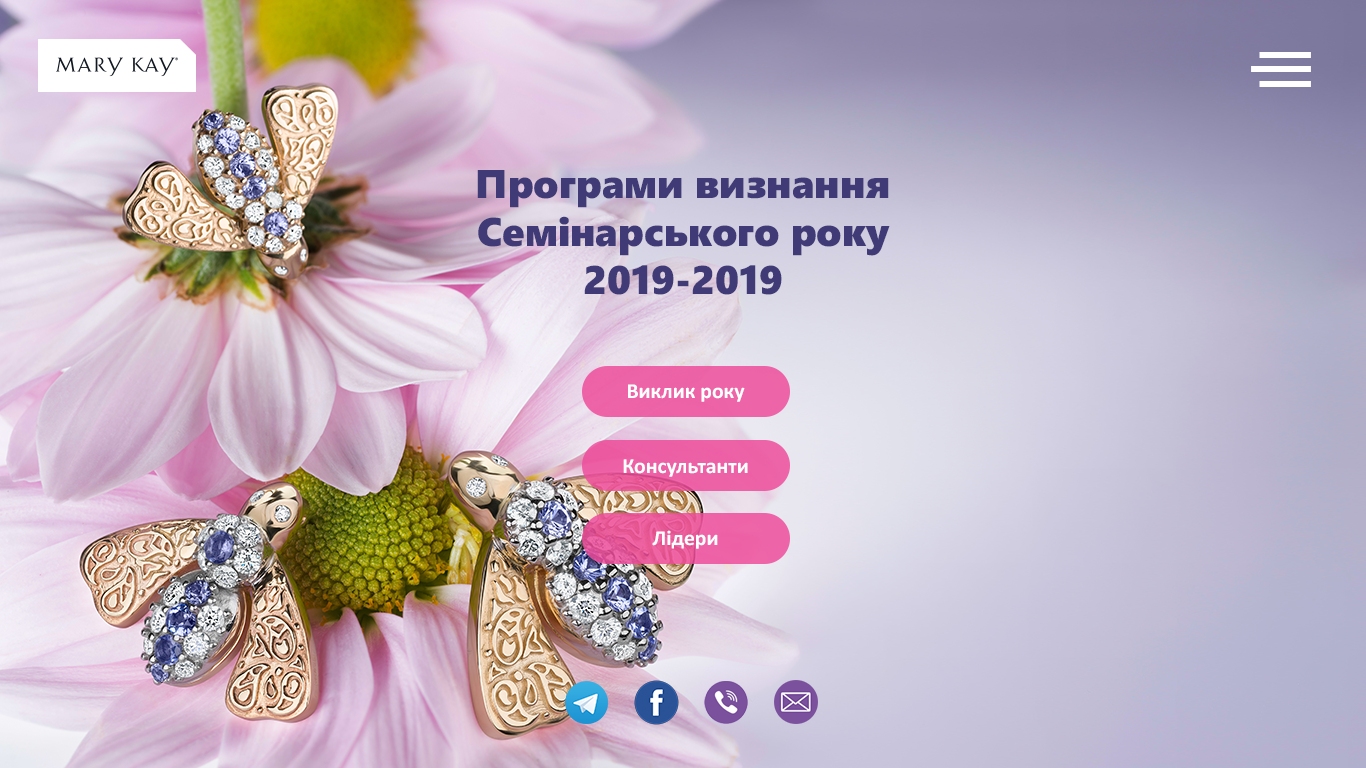 MARY KAY®
Програми визнання
Семінарського року
2019-2019
Виклик року
Консультанти
Лідери